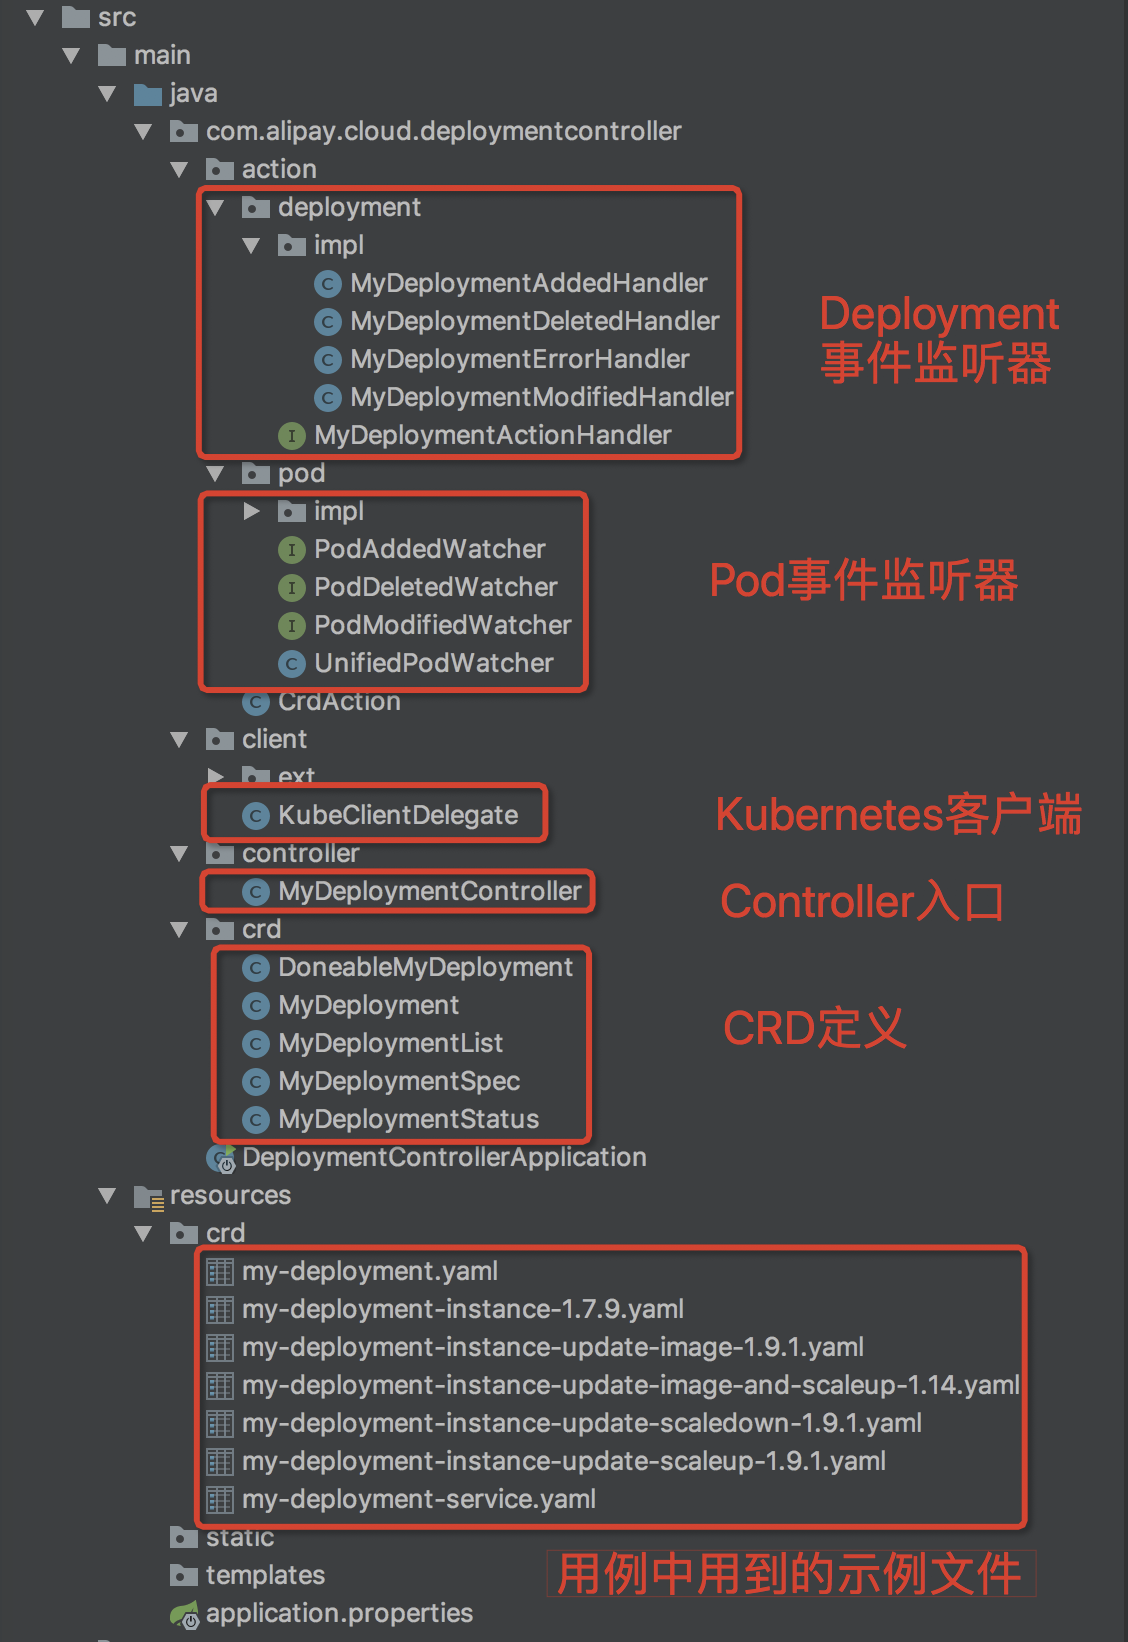 src
main
java
com.alipay.cloud.deploymentcontroller
action
deployment
impl
MyDeploymentAddedHandler
MyDeploymentDeletedHandler
MyDeploymentErrorHandler
MyDeploymentModifiedHandler
MyDeploymentActionHandler
Deployment
事件监听器
pod
impl
PodAddedWatcher
PodDeletedWatcher
PodModifiedWatcher
UnifiedPodWatcher
Pod事件监听器
CrdAction
client
ext
KubeClientDelegate
Kubernetes客户端
controller
MyDeploymentController
Controller入口
crd
DoneableMyDeployment
MyDeployment
MyDeploymentList
MyDeploymentSpec
MyDeploymentStatus
CRD定义
DeploymentControllerApplication
resources
crd
my-deployment.yaml
my-deployment-instance-1.7.9.yaml
my-deployment-instance-update-image-1.9.1.yaml
my-deployment-instance-update-image-and-scaleup-1.14.yaml
my-deployment-instance-update-scaledown-1.9.1.yaml
my-deployment-instance-update-scaleup-1.9.1.yaml
my-deployment-service.yaml
用例中用到的示例文件
static
templates
application.properties